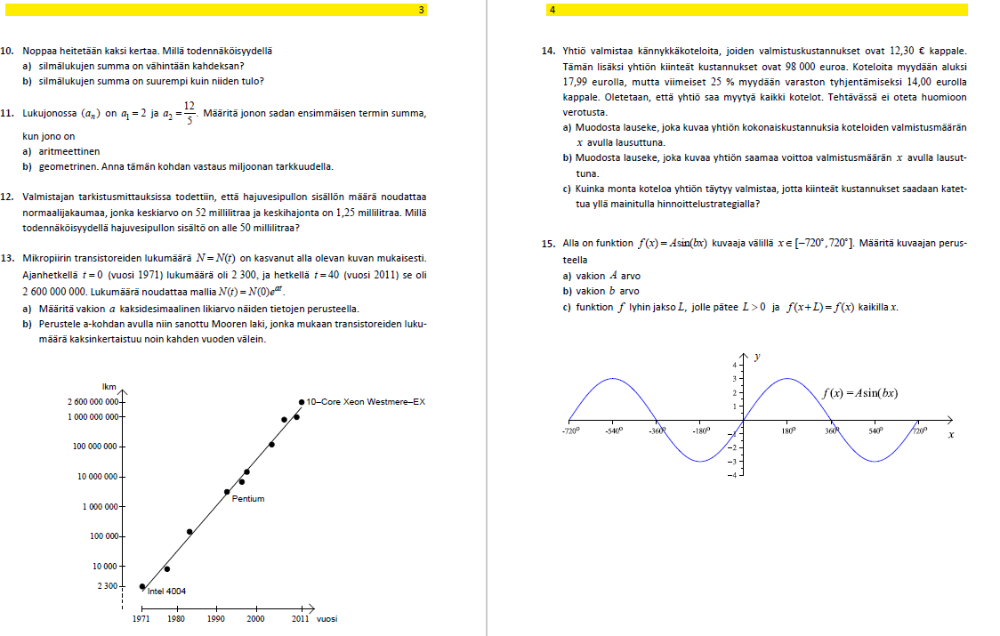 3
10. Noppaa heitetään kaksi kertaa. Millä todennäköisyydellä
a) silmälukujen summa on vähintään kahdeksan?
b) silmälukujen summa on suurempi kuin niiden tulo?
11. Lukujonossa (aₙ) on a₁ = 2 ja a₂ = 12/5. Määritä jonon sadan ensimmäisen termin summa,
kun jono on
a) aritmeettinen
b) geometrinen. Anna tämän kohdan vastaus miljoonan tarkkuudella.
12. Valmistajan tarkistusmittauksissa todettiin, että hajuvesipullon sisällön määrä noudattaa
normaalijakaumaa, jonka keskiarvo on 52 millilitraa ja keskihajonta on 1,25 millilitraa. Millä
todennäköisyydellä hajuvesipullon sisältö on alle 50 millilitraa?
13. Mikropiirin transistoreiden lukumäärä N = N(t) on kasvanut alla olevan kuvan mukaisesti.
Ajanhetkellä t = 0 (vuosi 1971) lukumäärä oli 2 300, ja hetkellä t = 40 (vuosi 2011) se oli
2 600 000 000. Lukumäärä noudattaa mallia N(t) = N(0)eᵃᵗ.
a) Määritä vakion a kaksidesimaalinen likiarvo näiden tietojen perusteella.
b) Perustele a-kohdan avulla niin sanottu Mooren laki, jonka mukaan transistoreiden luku-
määrä kaksinkertaistuu noin kahden vuoden välein.
lkm
2 600 000 000
10–Core Xeon Westmere–EX
1 000 000 000
100 000 000
10 000 000
Pentium
1 000 000
100 000
10 000
2 300
Intel 4004
1971 1980 1990 2000 2011 vuosi
4
14. Yhtiö valmistaa kännykkäkoteloita, joiden valmistuskustannukset ovat 12,30 € kappale.
Tämän lisäksi yhtiön kiinteät kustannukset ovat 98 000 euroa. Koteloita myydään aluksi
17,99 eurolla, mutta viimeiset 25 % myydään varaston tyhjentämiseksi 14,00 eurolla
kappale. Oletetaan, että yhtiö saa myytyä kaikki kotelot. Tehtävässä ei oteta huomioon
verotusta.
a) Muodosta lauseke, joka kuvaa yhtiön kokonaiskustannuksia koteloiden valmistusmäärän
x avulla lausuttuna.
b) Muodosta lauseke, joka kuvaa yhtiön saamaa voittoa valmistusmäärän x avulla lausut-
tuna.
c) Kuinka monta koteloa yhtiön täytyy valmistaa, jotta kiinteät kustannukset saadaan katet-
tua yllä mainitulla hinnoittelustrategialla?
15. Alla on funktion f(x) = A sin(bx) kuvaaja välillä x ∈ [−720°, 720°]. Määritä kuvaajan perus-
teella
a) vakion A arvo
b) vakion b arvo
c) funktion f lyhin jakso L, jolle pätee L > 0 ja f(x + L) = f(x) kaikilla x.
y
4
3
2
1
f(x) = A sin(bx)
-720° -540° -360° -180° 180° 360° 540° 720°
x
−1
−2
−3
−4